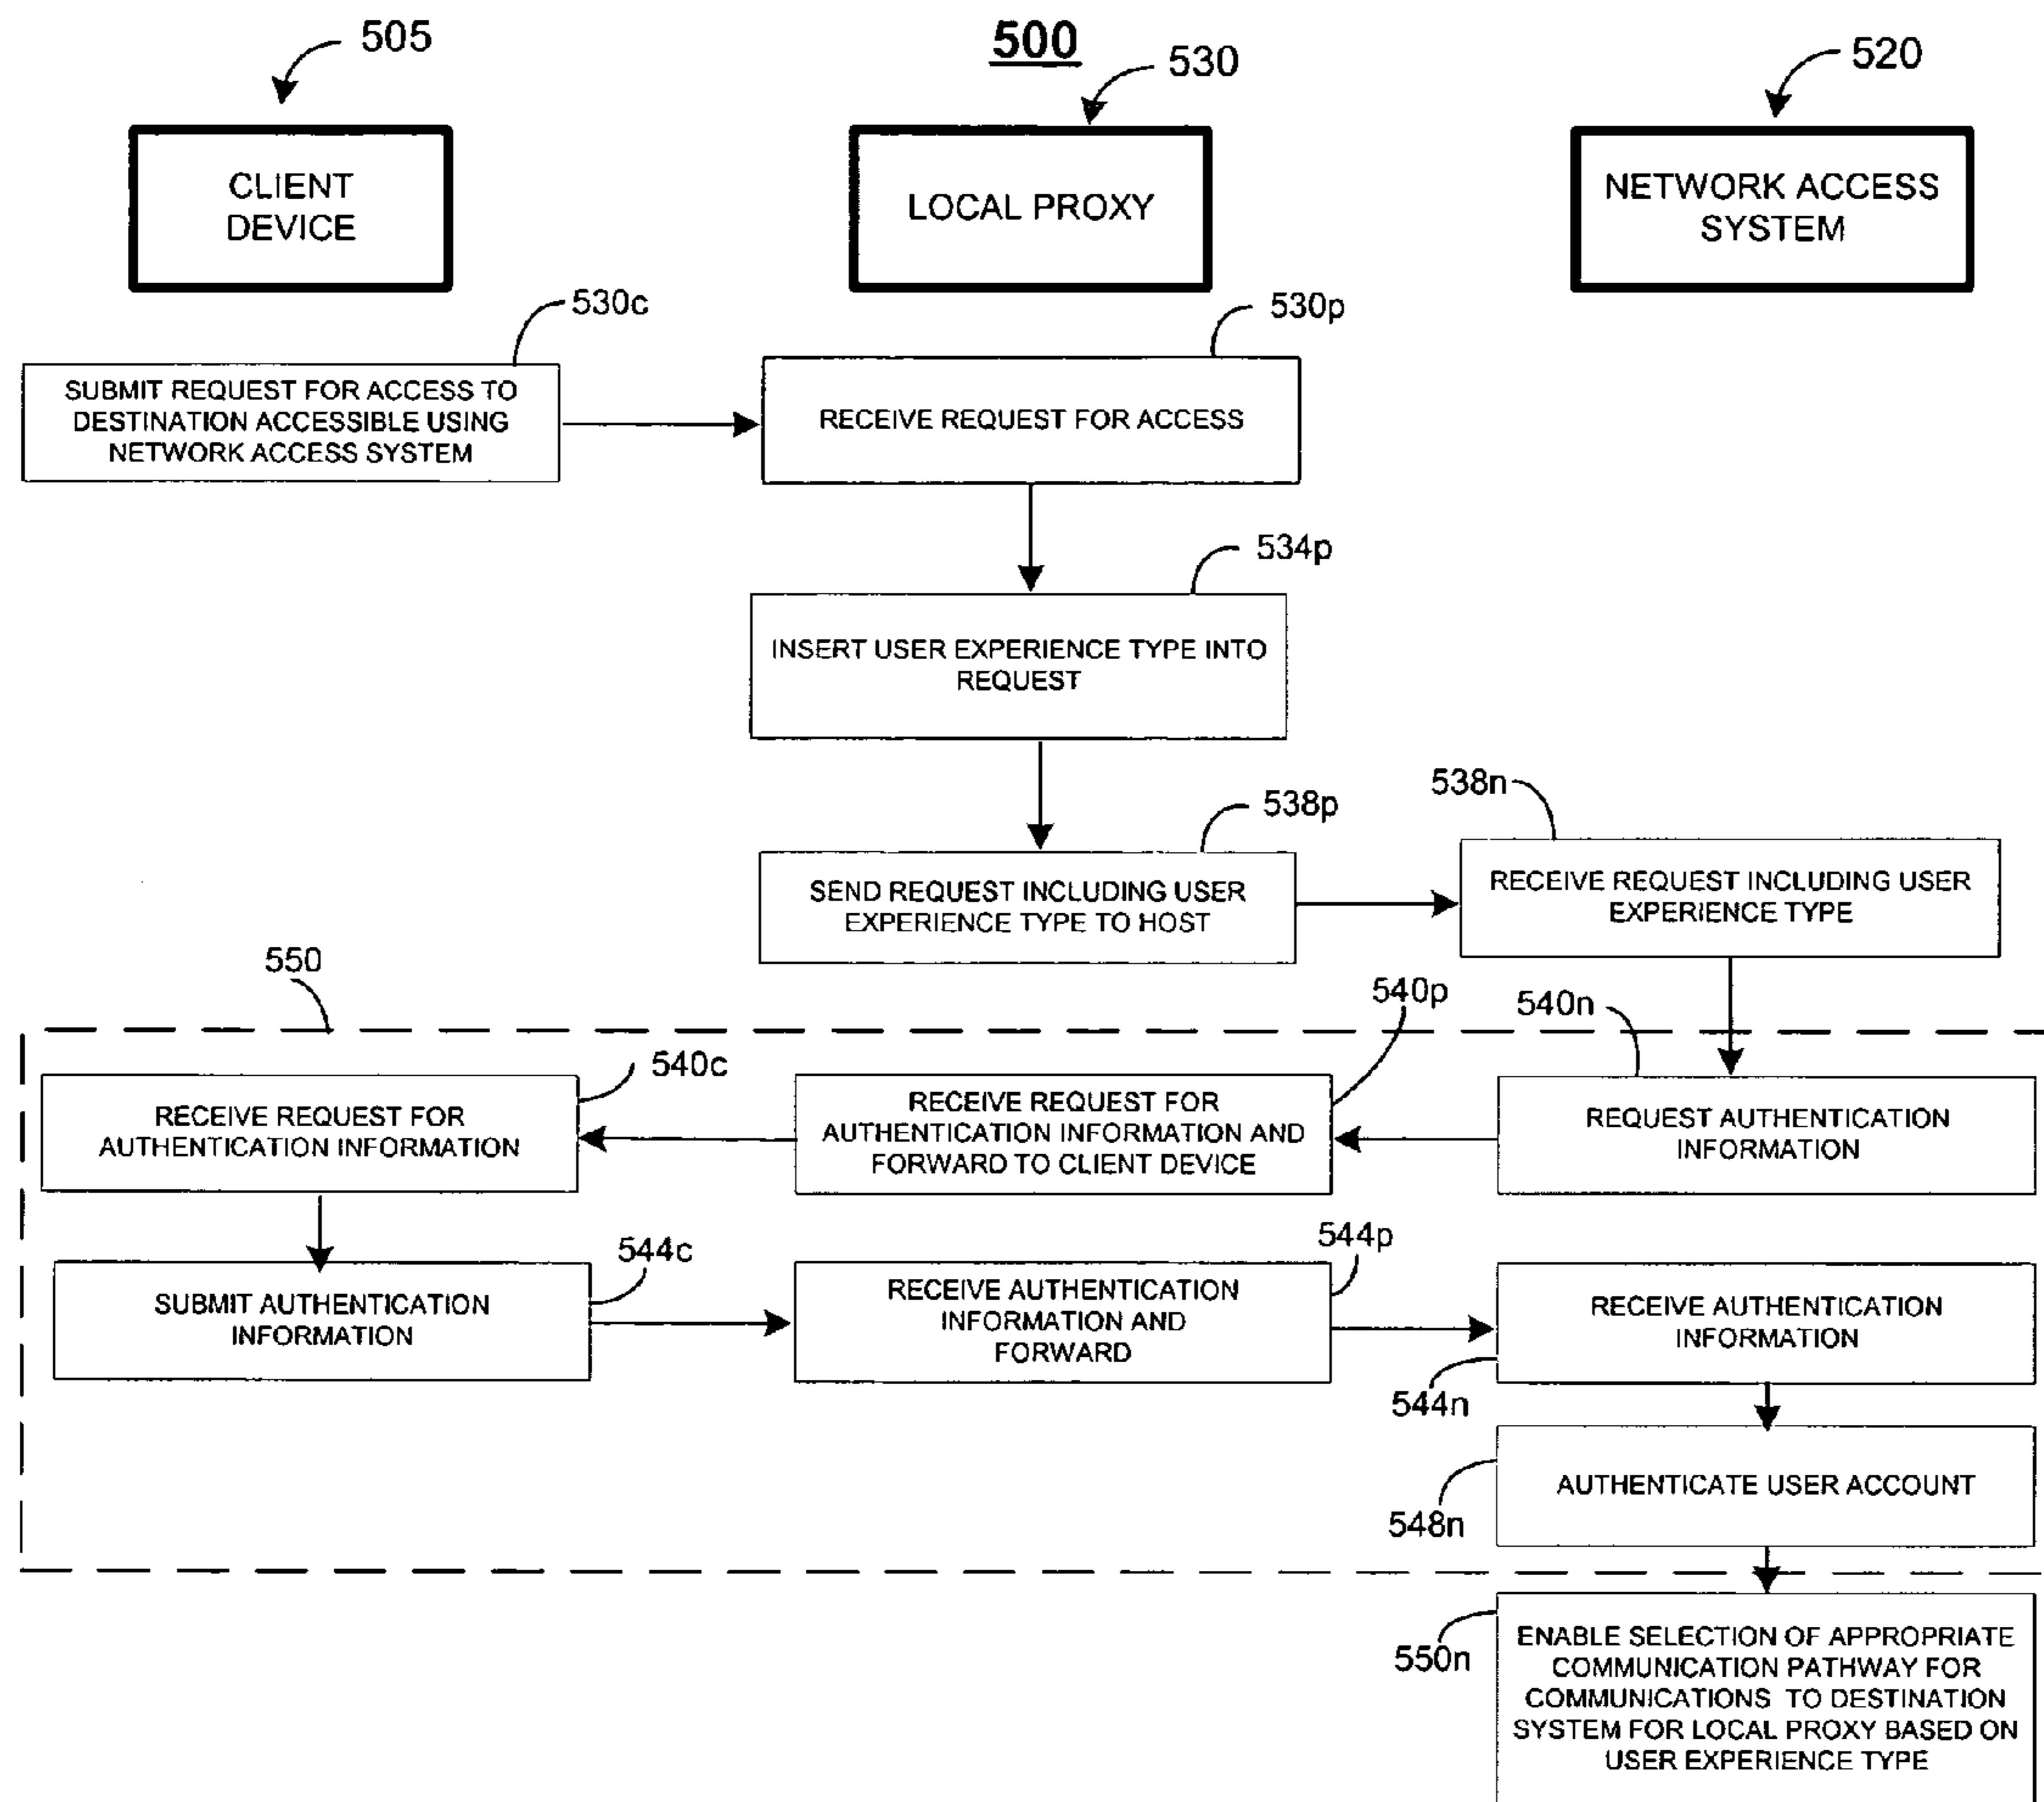 505
500
530
520
CLIENT
DEVICE
LOCAL PROXY
NETWORK ACCESS
SYSTEM
530c
530p
SUBMIT REQUEST FOR ACCESS TO
DESTINATION ACCESSIBLE USING
NETWORK ACCESS SYSTEM
RECEIVE REQUEST FOR ACCESS
534p
INSERT USER EXPERIENCE TYPE INTO
REQUEST
538p
538n
SEND REQUEST INCLUDING USER
EXPERIENCE TYPE TO HOST
RECEIVE REQUEST INCLUDING USER
EXPERIENCE TYPE
550
540p
540n
540c
RECEIVE REQUEST FOR
AUTHENTICATION INFORMATION
RECEIVE REQUEST FOR
AUTHENTICATION INFORMATION AND
FORWARD TO CLIENT DEVICE
REQUEST AUTHENTICATION
INFORMATION
544c
544p
SUBMIT AUTHENTICATION
INFORMATION
RECEIVE AUTHENTICATION
INFORMATION AND
FORWARD
RECEIVE AUTHENTICATION
INFORMATION
544n
AUTHENTICATE USER ACCOUNT
548n
550n
ENABLE SELECTION OF APPROPRIATE
COMMUNICATION PATHWAY FOR
COMMUNICATIONS TO DESTINATION
SYSTEM FOR LOCAL PROXY BASED ON
USER EXPERIENCE TYPE